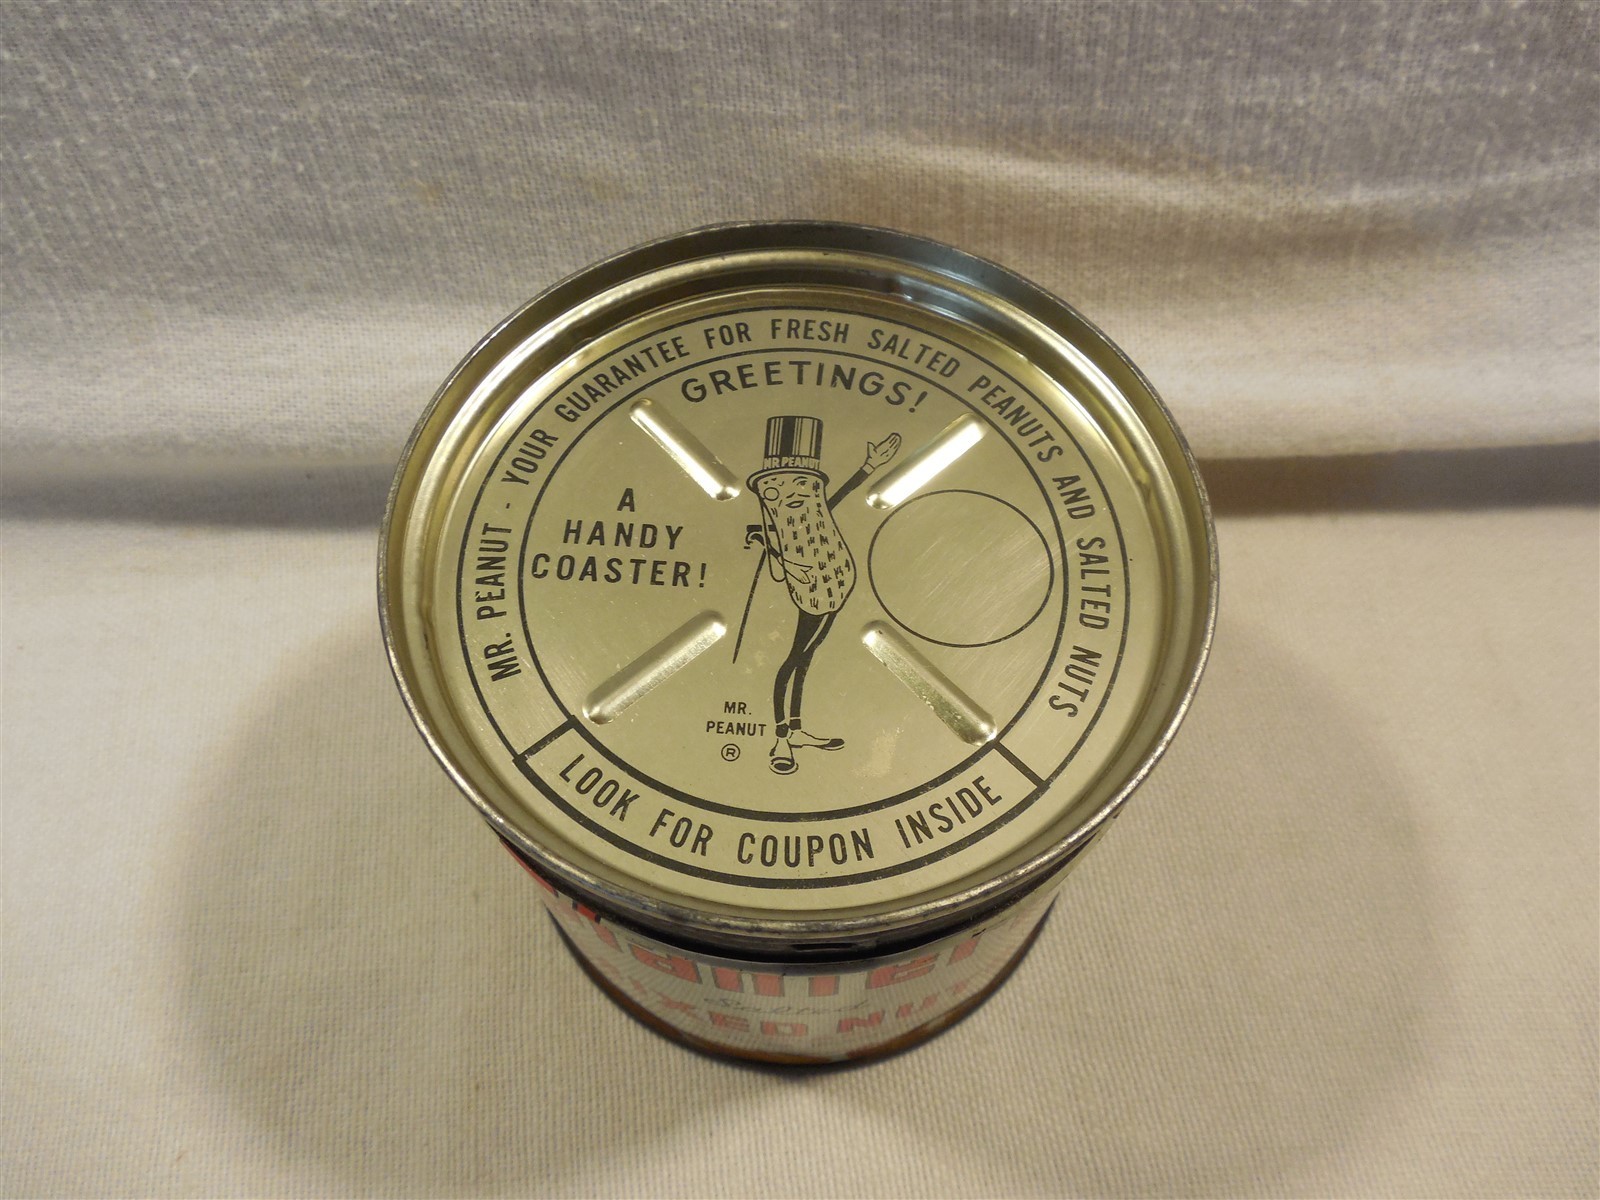 MR. PEANUT - YOUR GUARANTEE FOR FRESH SALTED PEANUTS AND SALTED NUTS
GREETINGS!
MR PEANUT
A
HANDY
COASTER!
MR.
PEANUT
®
LOOK FOR COUPON INSIDE